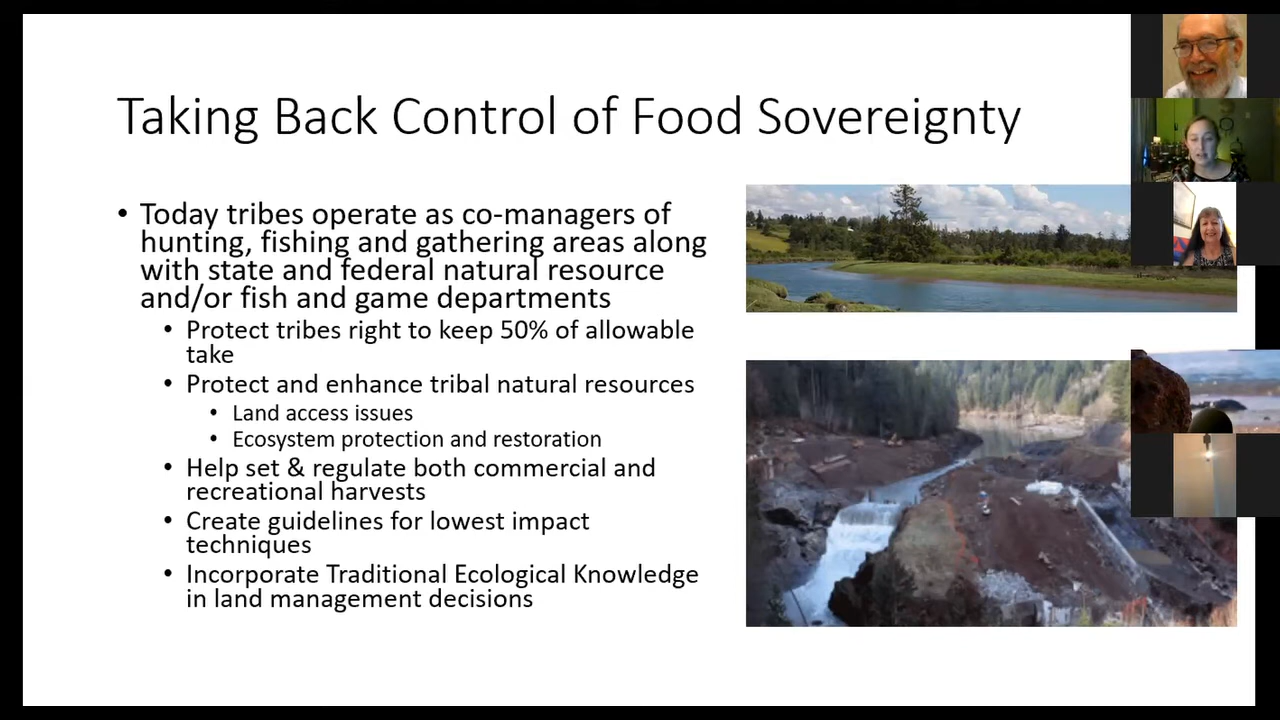 Taking Back Control of Food Sovereignty
• Today tribes operate as co-managers of
hunting, fishing and gathering areas along
with state and federal natural resource
and/or fish and game departments
• Protect tribes right to keep 50% of allowable
take
• Protect and enhance tribal natural resources
• Land access issues
• Ecosystem protection and restoration
• Help set & regulate both commercial and
recreational harvests
• Create guidelines for lowest impact
techniques
• Incorporate Traditional Ecological Knowledge
in land management decisions